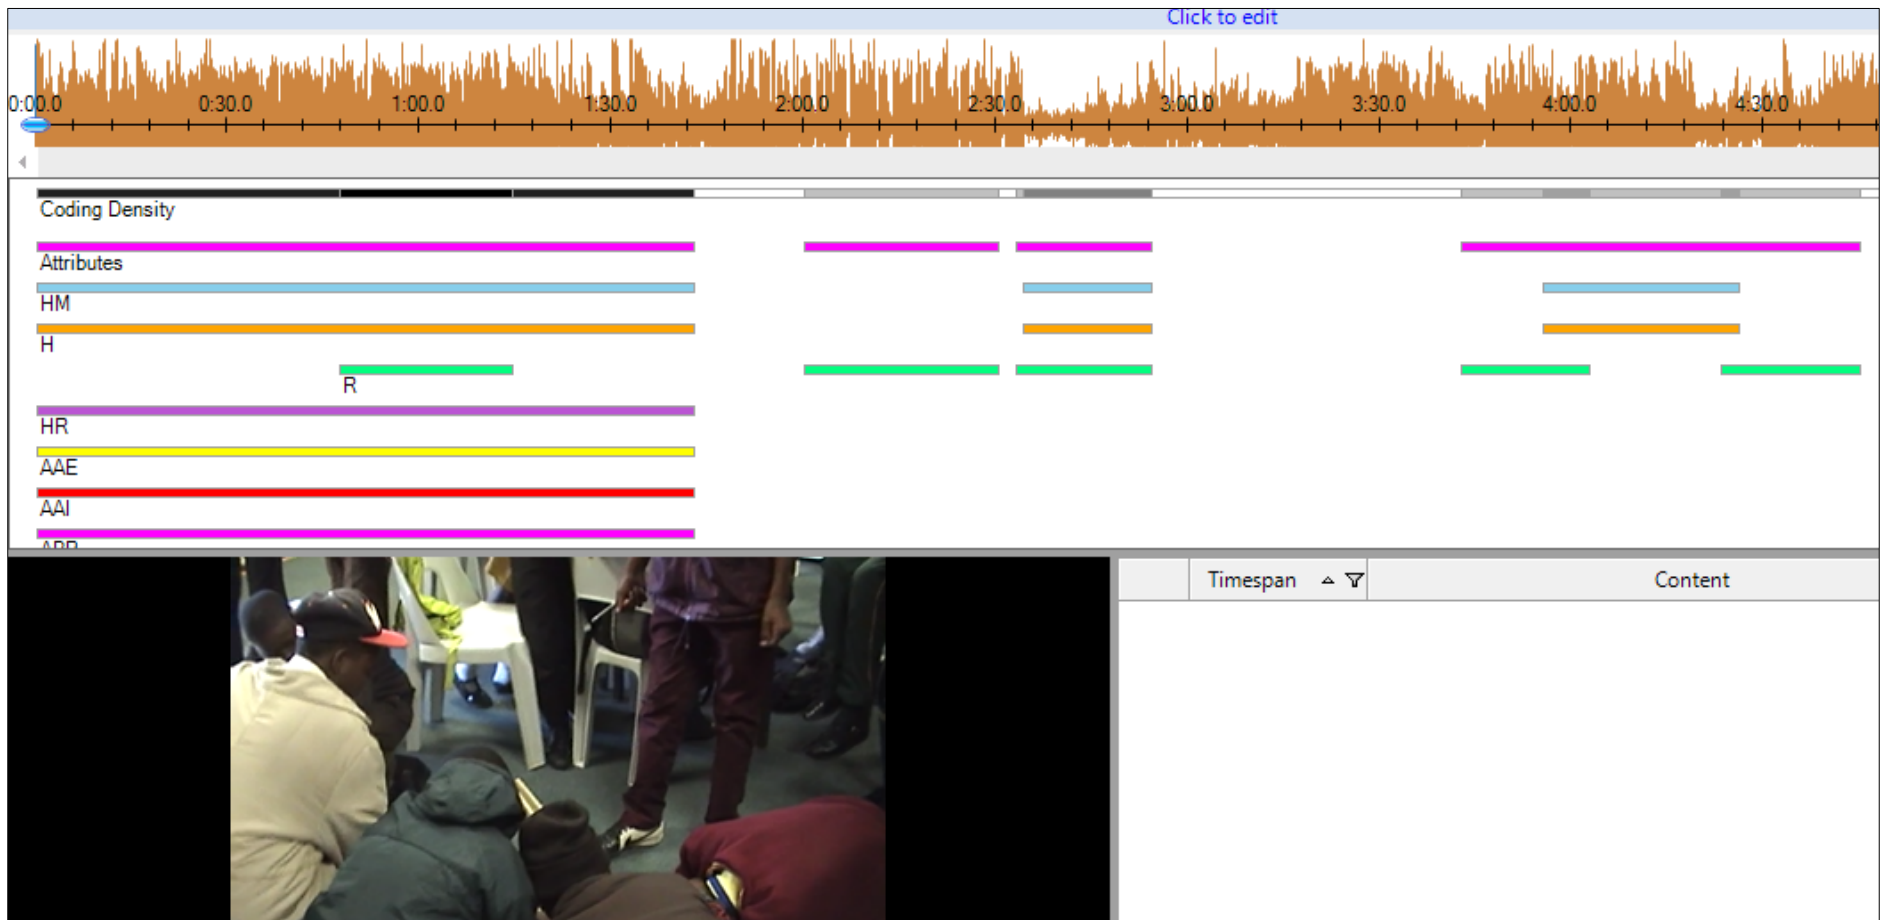 Click to edit
0:00.0 0:30.0 1:00.0 1:30.0 2:00.0 2:30.0 3:00.0 3:30.0 4:00.0 4:30.0
Coding Density
Attributes
HM
H
R
HR
AAE
AAI
Timespan Content